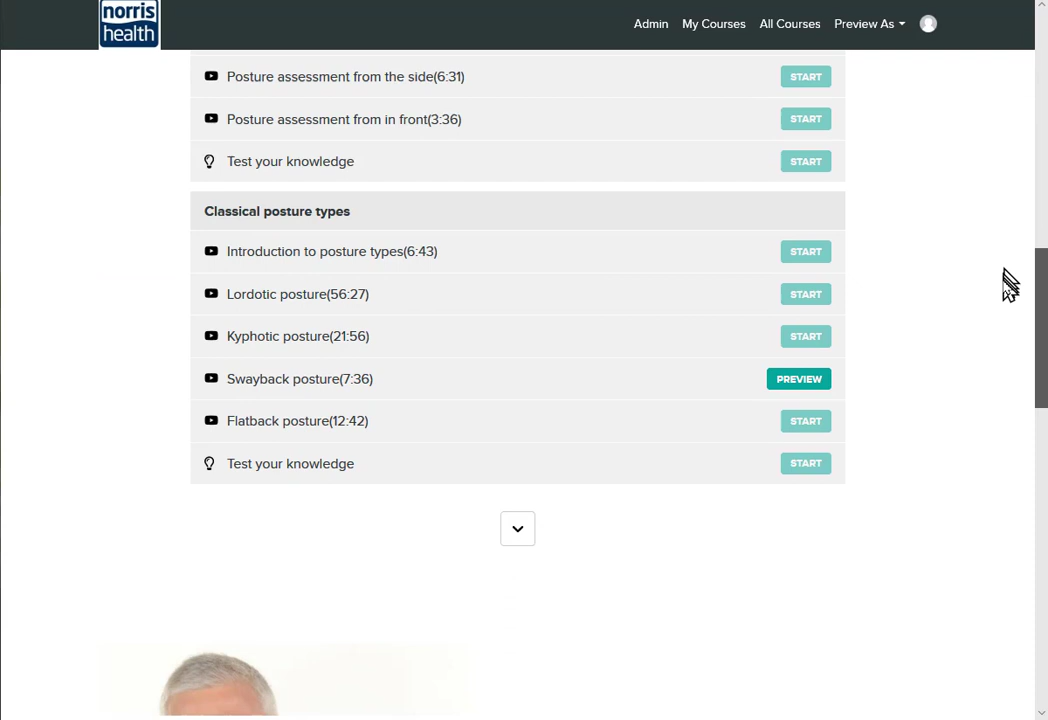 norris
health
Admin My Courses All Courses Preview As
Posture assessment from the side(6:31) START
Posture assessment from in front(3:36) START
Test your knowledge START
Classical posture types
Introduction to posture types(6:43) START
Lordotic posture(56:27) START
Kyphotic posture(21:56) START
Swayback posture(7:36) PREVIEW
Flatback posture(12:42) START
Test your knowledge START